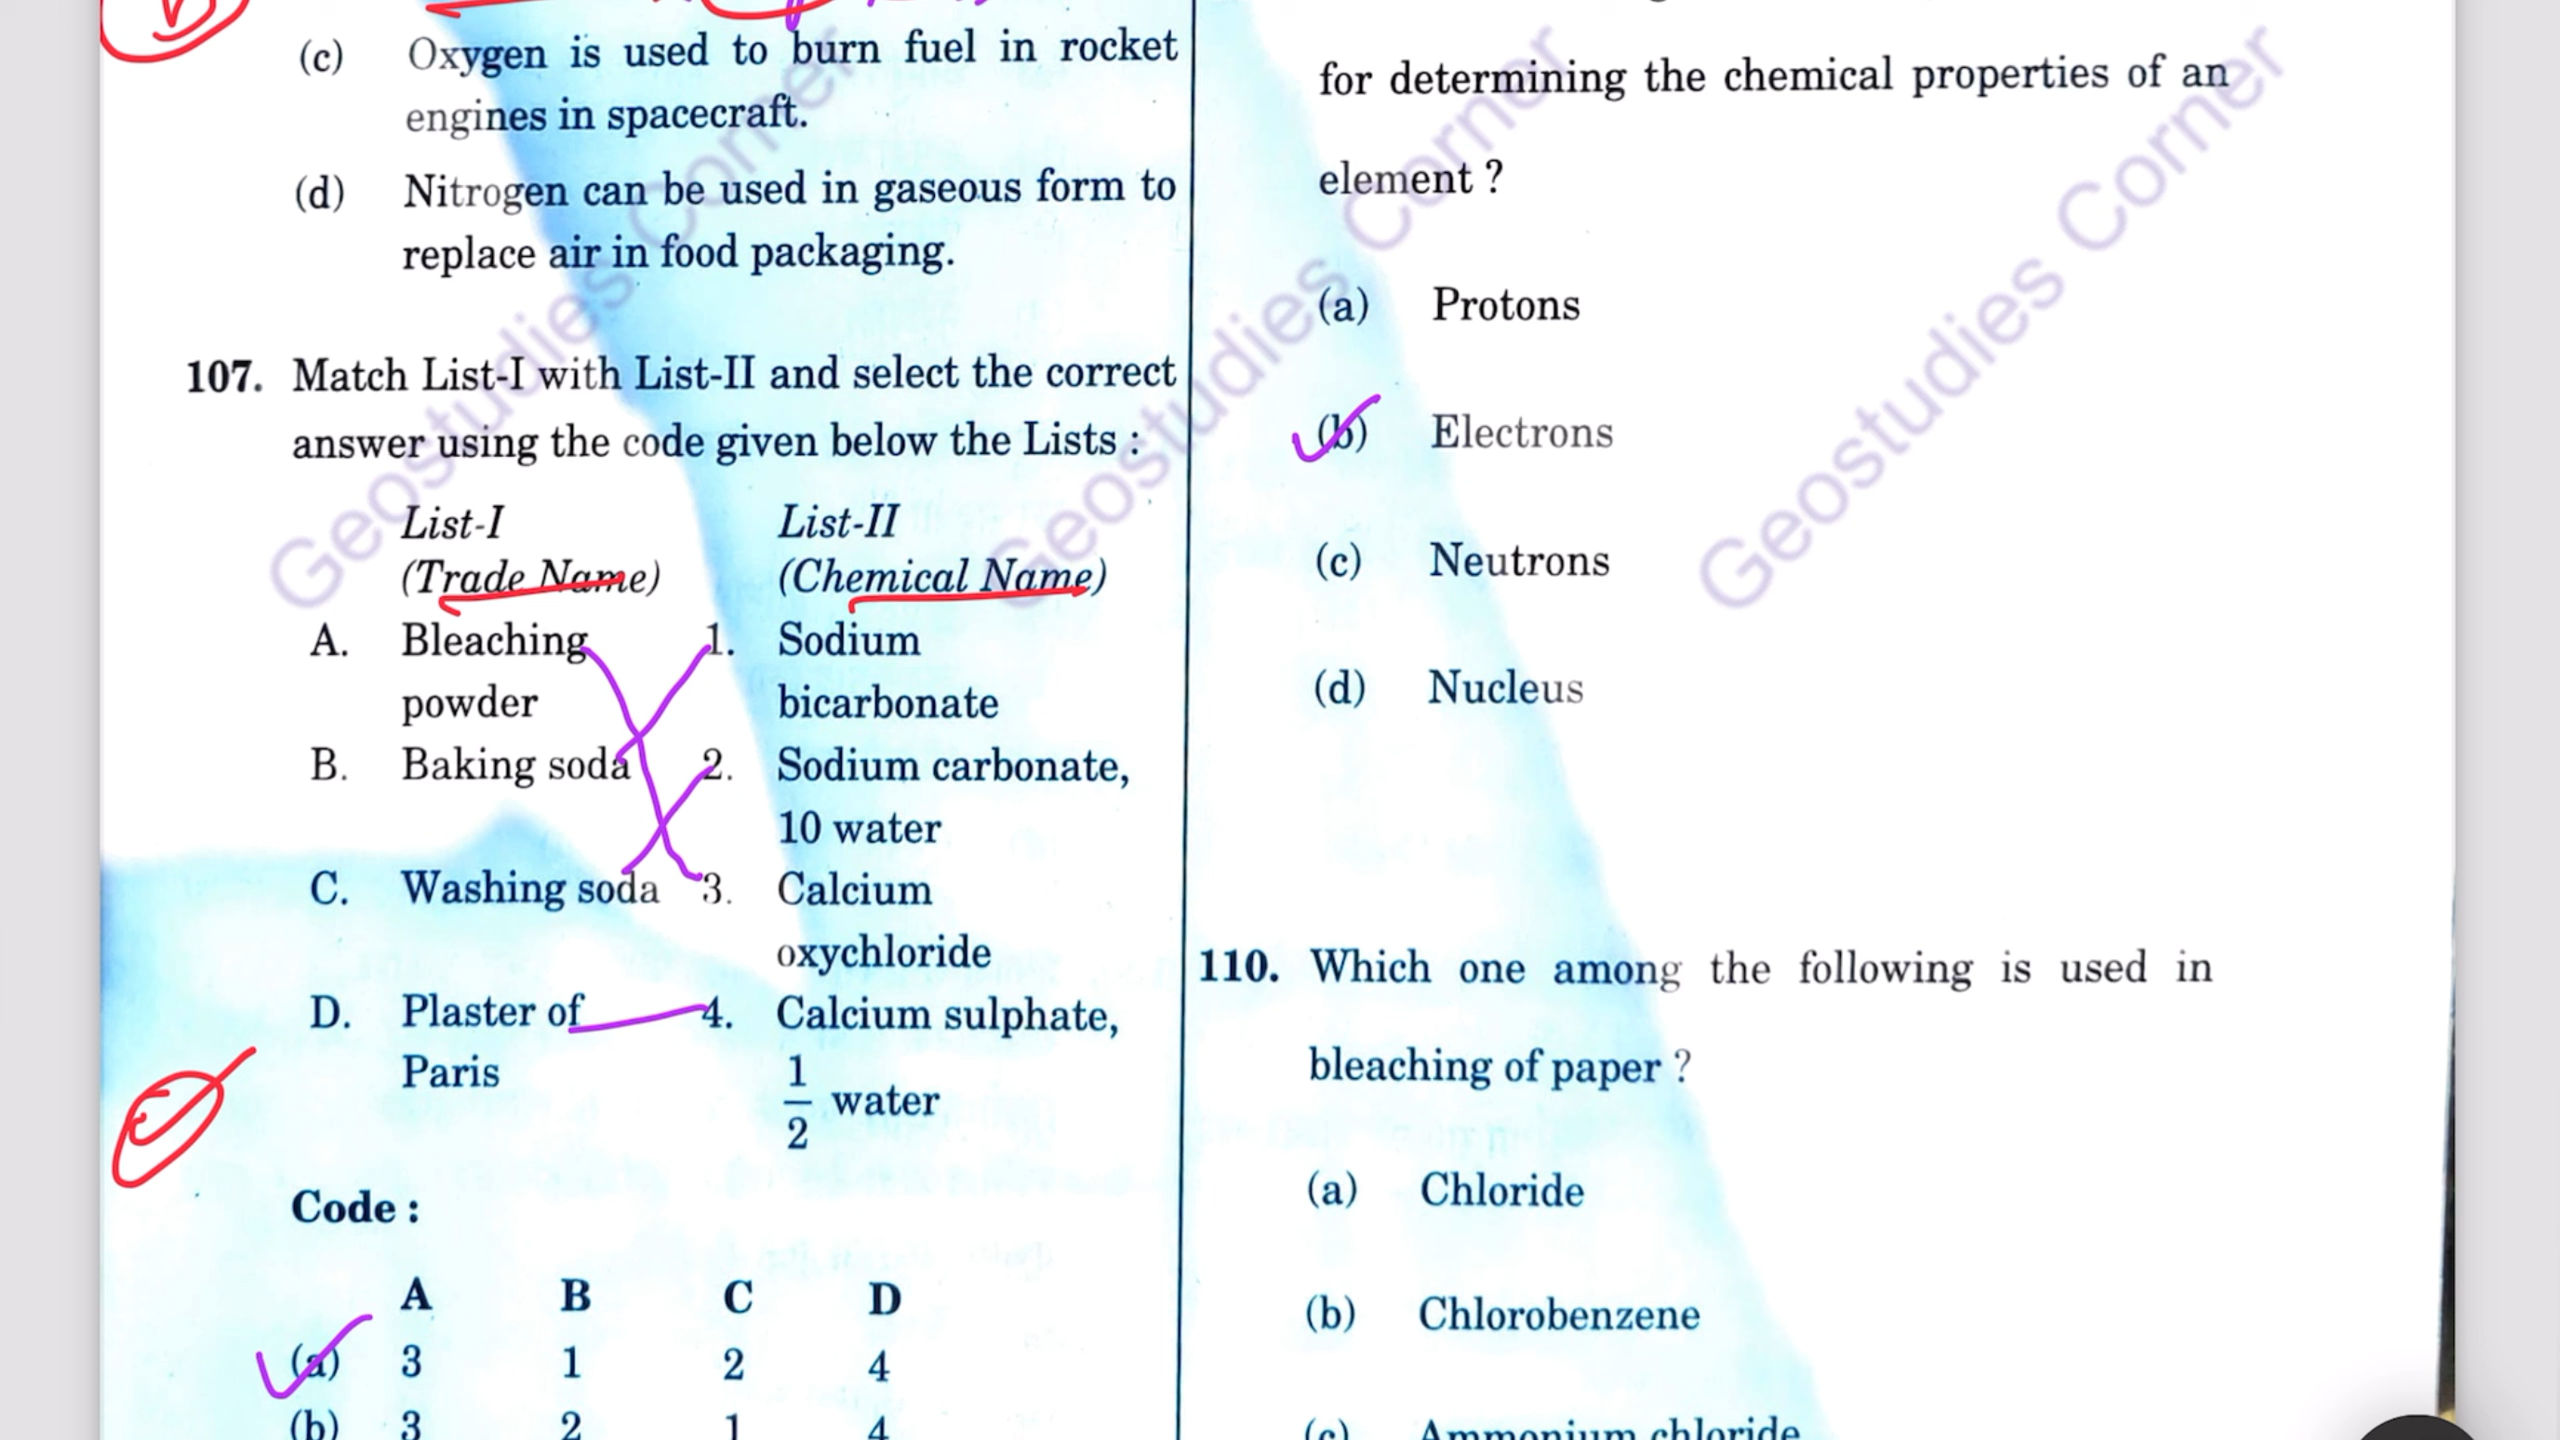 (c) Oxygen is used to burn fuel in rocket
engines in spacecraft.
(d) Nitrogen can be used in gaseous form to
replace air in food packaging.
107. Match List-I with List-II and select the correct
answer using the code given below the Lists :
List-I List-II
(Trade Name) (Chemical Name)
A. Bleaching 1. Sodium
powder bicarbonate
B. Baking soda 2. Sodium carbonate,
10 water
C. Washing soda 3. Calcium
oxychloride
D. Plaster of 4. Calcium sulphate,
Paris 1/2 water
Code :
A B C D
(a) 3 1 2 4
(b) 3 2 1 4
for determining the chemical properties of an
element ?
(a) Protons
(b) Electrons
(c) Neutrons
(d) Nucleus
110. Which one among the following is used in
bleaching of paper ?
(a) Chloride
(b) Chlorobenzene
(c) Ammonium chloride
Geostudies Corner
Geostudies Corner
Geostudies Corner